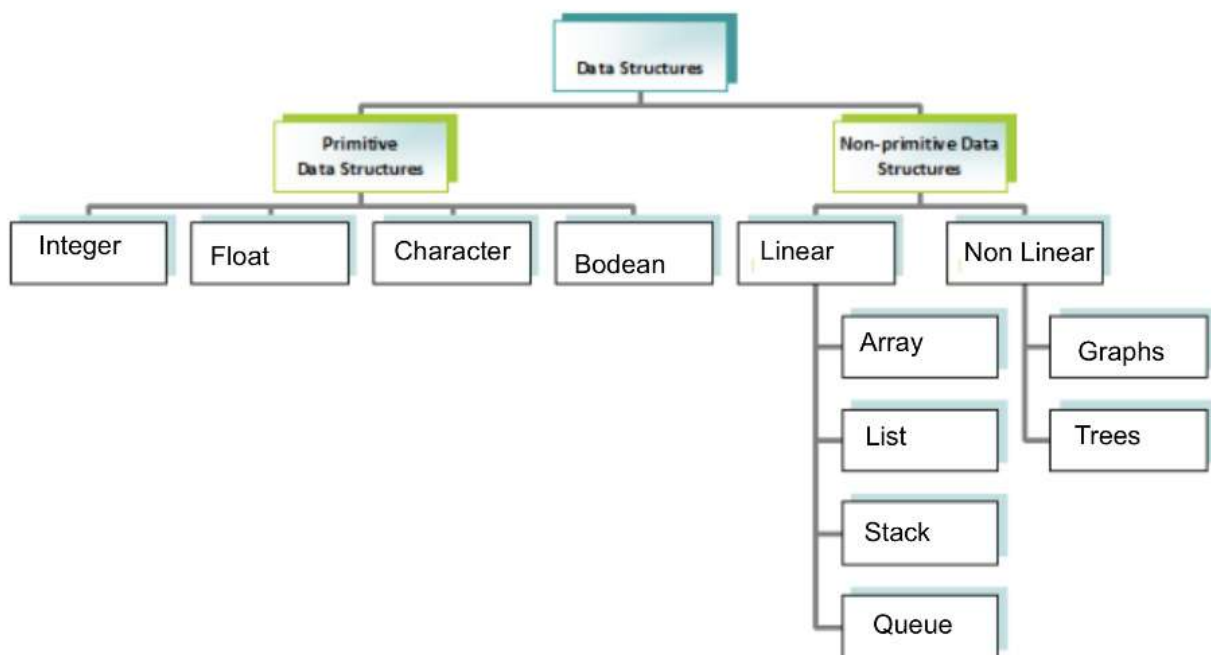 Data Structures
Primitive
Data Structures
Non-primitive Data
Structures
Integer
Float
Character
Bodean
Linear
Non Linear
Array
Graphs
List
Trees
Stack
Queue